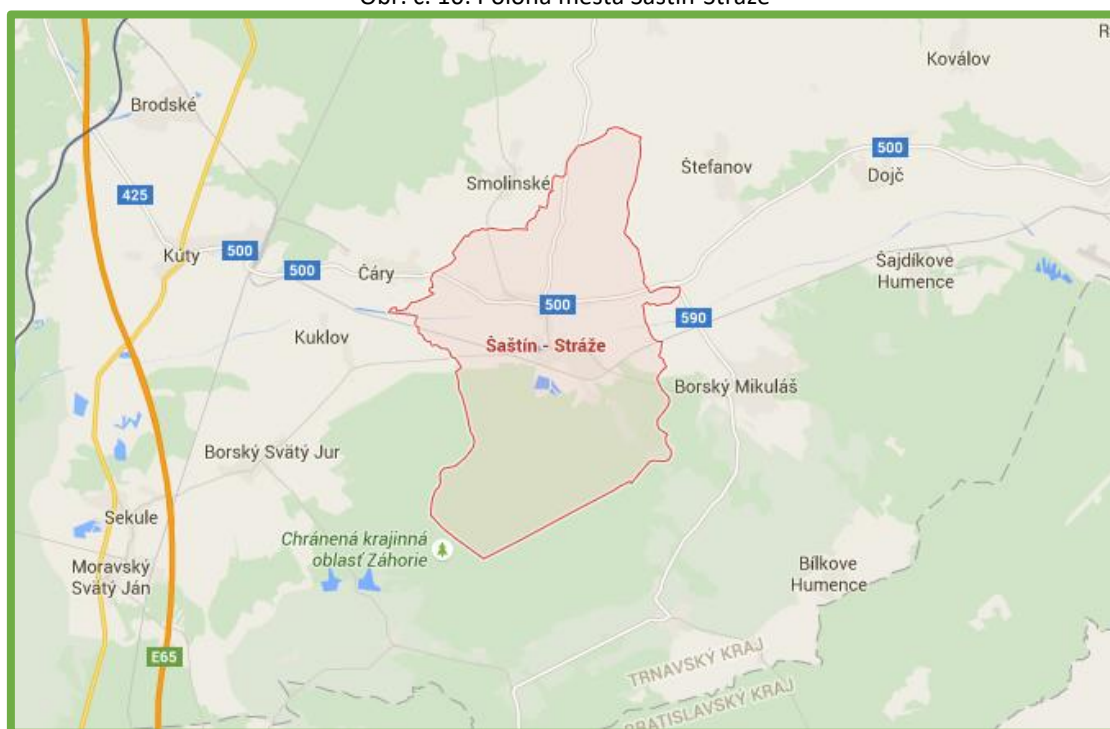 Obr. č. 10: Poloha mesta Šaštín-Stráže
Koválov
R
Brodské
500
Štefanov
Dojč
Smolinské
425
Kúty
500
500
Čáry
Šajdíkove
Humence
500
590
Kuklov
Šaštín - Stráže
Borský Mikuláš
Borský Svätý Jur
Sekule
Chránená krajinná
oblasť Záhorie
Moravský
Svätý Ján
Bílkove
Humence
E65
TRNAVSKÝ KRAJ
BRATISLAVSKÝ KRAJ